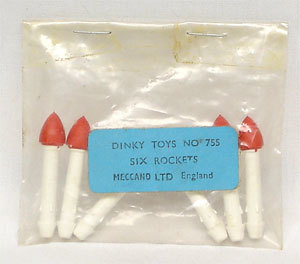 DINKY TOYS NO 755
SIX ROCKETS
MECCANO LTD England